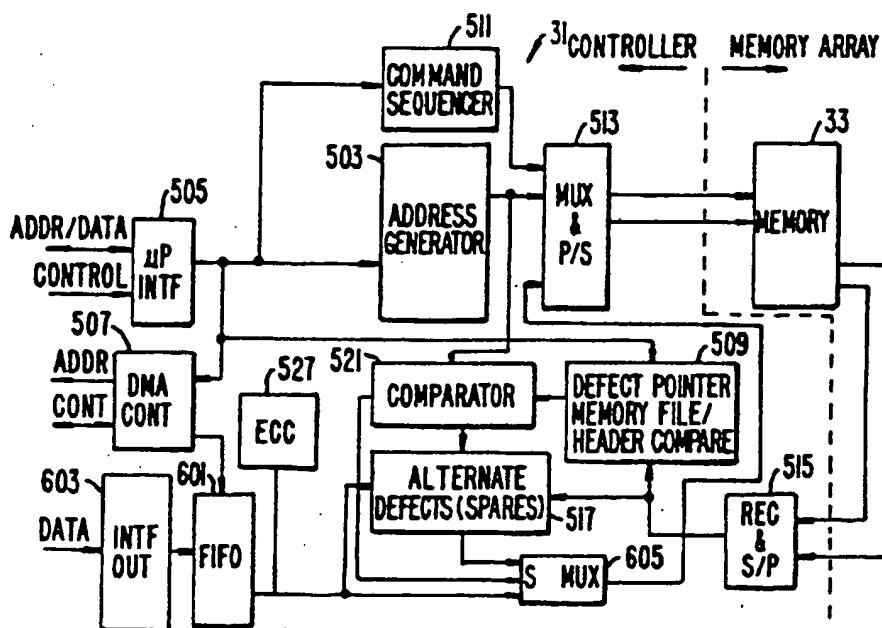 511
31 CONTROLLER
MEMORY ARRAY
COMMAND
SEQUENCER
503
513
33
505
ADDRESS
GENERATOR
MUX
&
P/S
MEMORY
ADDR/DATA
CONTROL
μP
INTF
507
ADDR
CONT
DMA
CONT
527
521
509
COMPARATOR
DEFECT POINTER
MEMORY FILE/
HEADER COMPARE
ECC
603
601
ALTERNATE
DEFECTS (SPARES)
517
515
REC
&
S/P
DATA
INTF
OUT
FIFO
605
S MUX